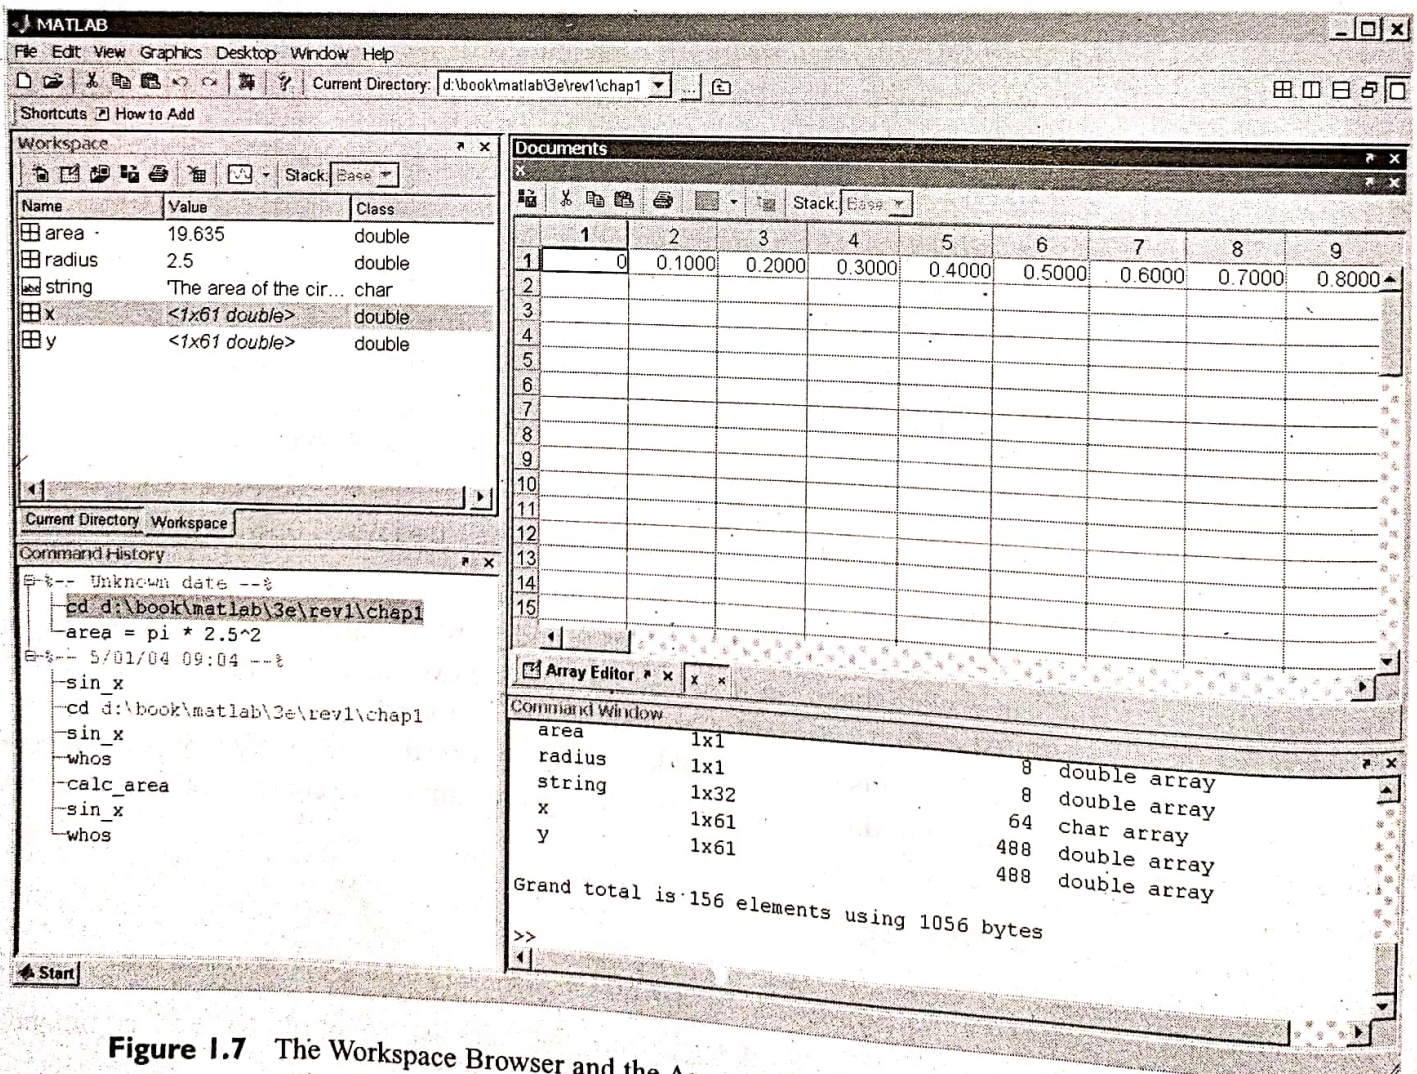 MATLAB
File Edit View Graphics Desktop Window Help
Current Directory: d:\book\matlab\3e\rev1\chap1 ...
Shortcuts How to Add
Workspace
Stack: Base
Name Value Class
area 19.635 double
radius 2.5 double
string 'The area of the cir... char
x <1x61 double> double
y <1x61 double> double
Current Directory Workspace
Command History
%-- Unknown date --%
cd d:\book\matlab\3e\rev1\chap1
area = pi * 2.5^2
%-- 5/01/04 09:04 --%
sin_x
cd d:\book\matlab\3e\rev1\chap1
sin_x
whos
calc_area
sin_x
whos
Start
Documents
x
Stack: Base
1 2 3 4 5 6 7 8 9
1 0 0.1000 0.2000 0.3000 0.4000 0.5000 0.6000 0.7000 0.8000
2
3
4
5
6
7
8
9
10
11
12
13
14
15
Array Editor x
Command Window
area 1x1 8 double array
radius 1x1 8 double array
string 1x32 64 char array
x 1x61 488 double array
y 1x61 488 double array
Grand total is 156 elements using 1056 bytes
>>
Figure 1.7 The Workspace Browser and the